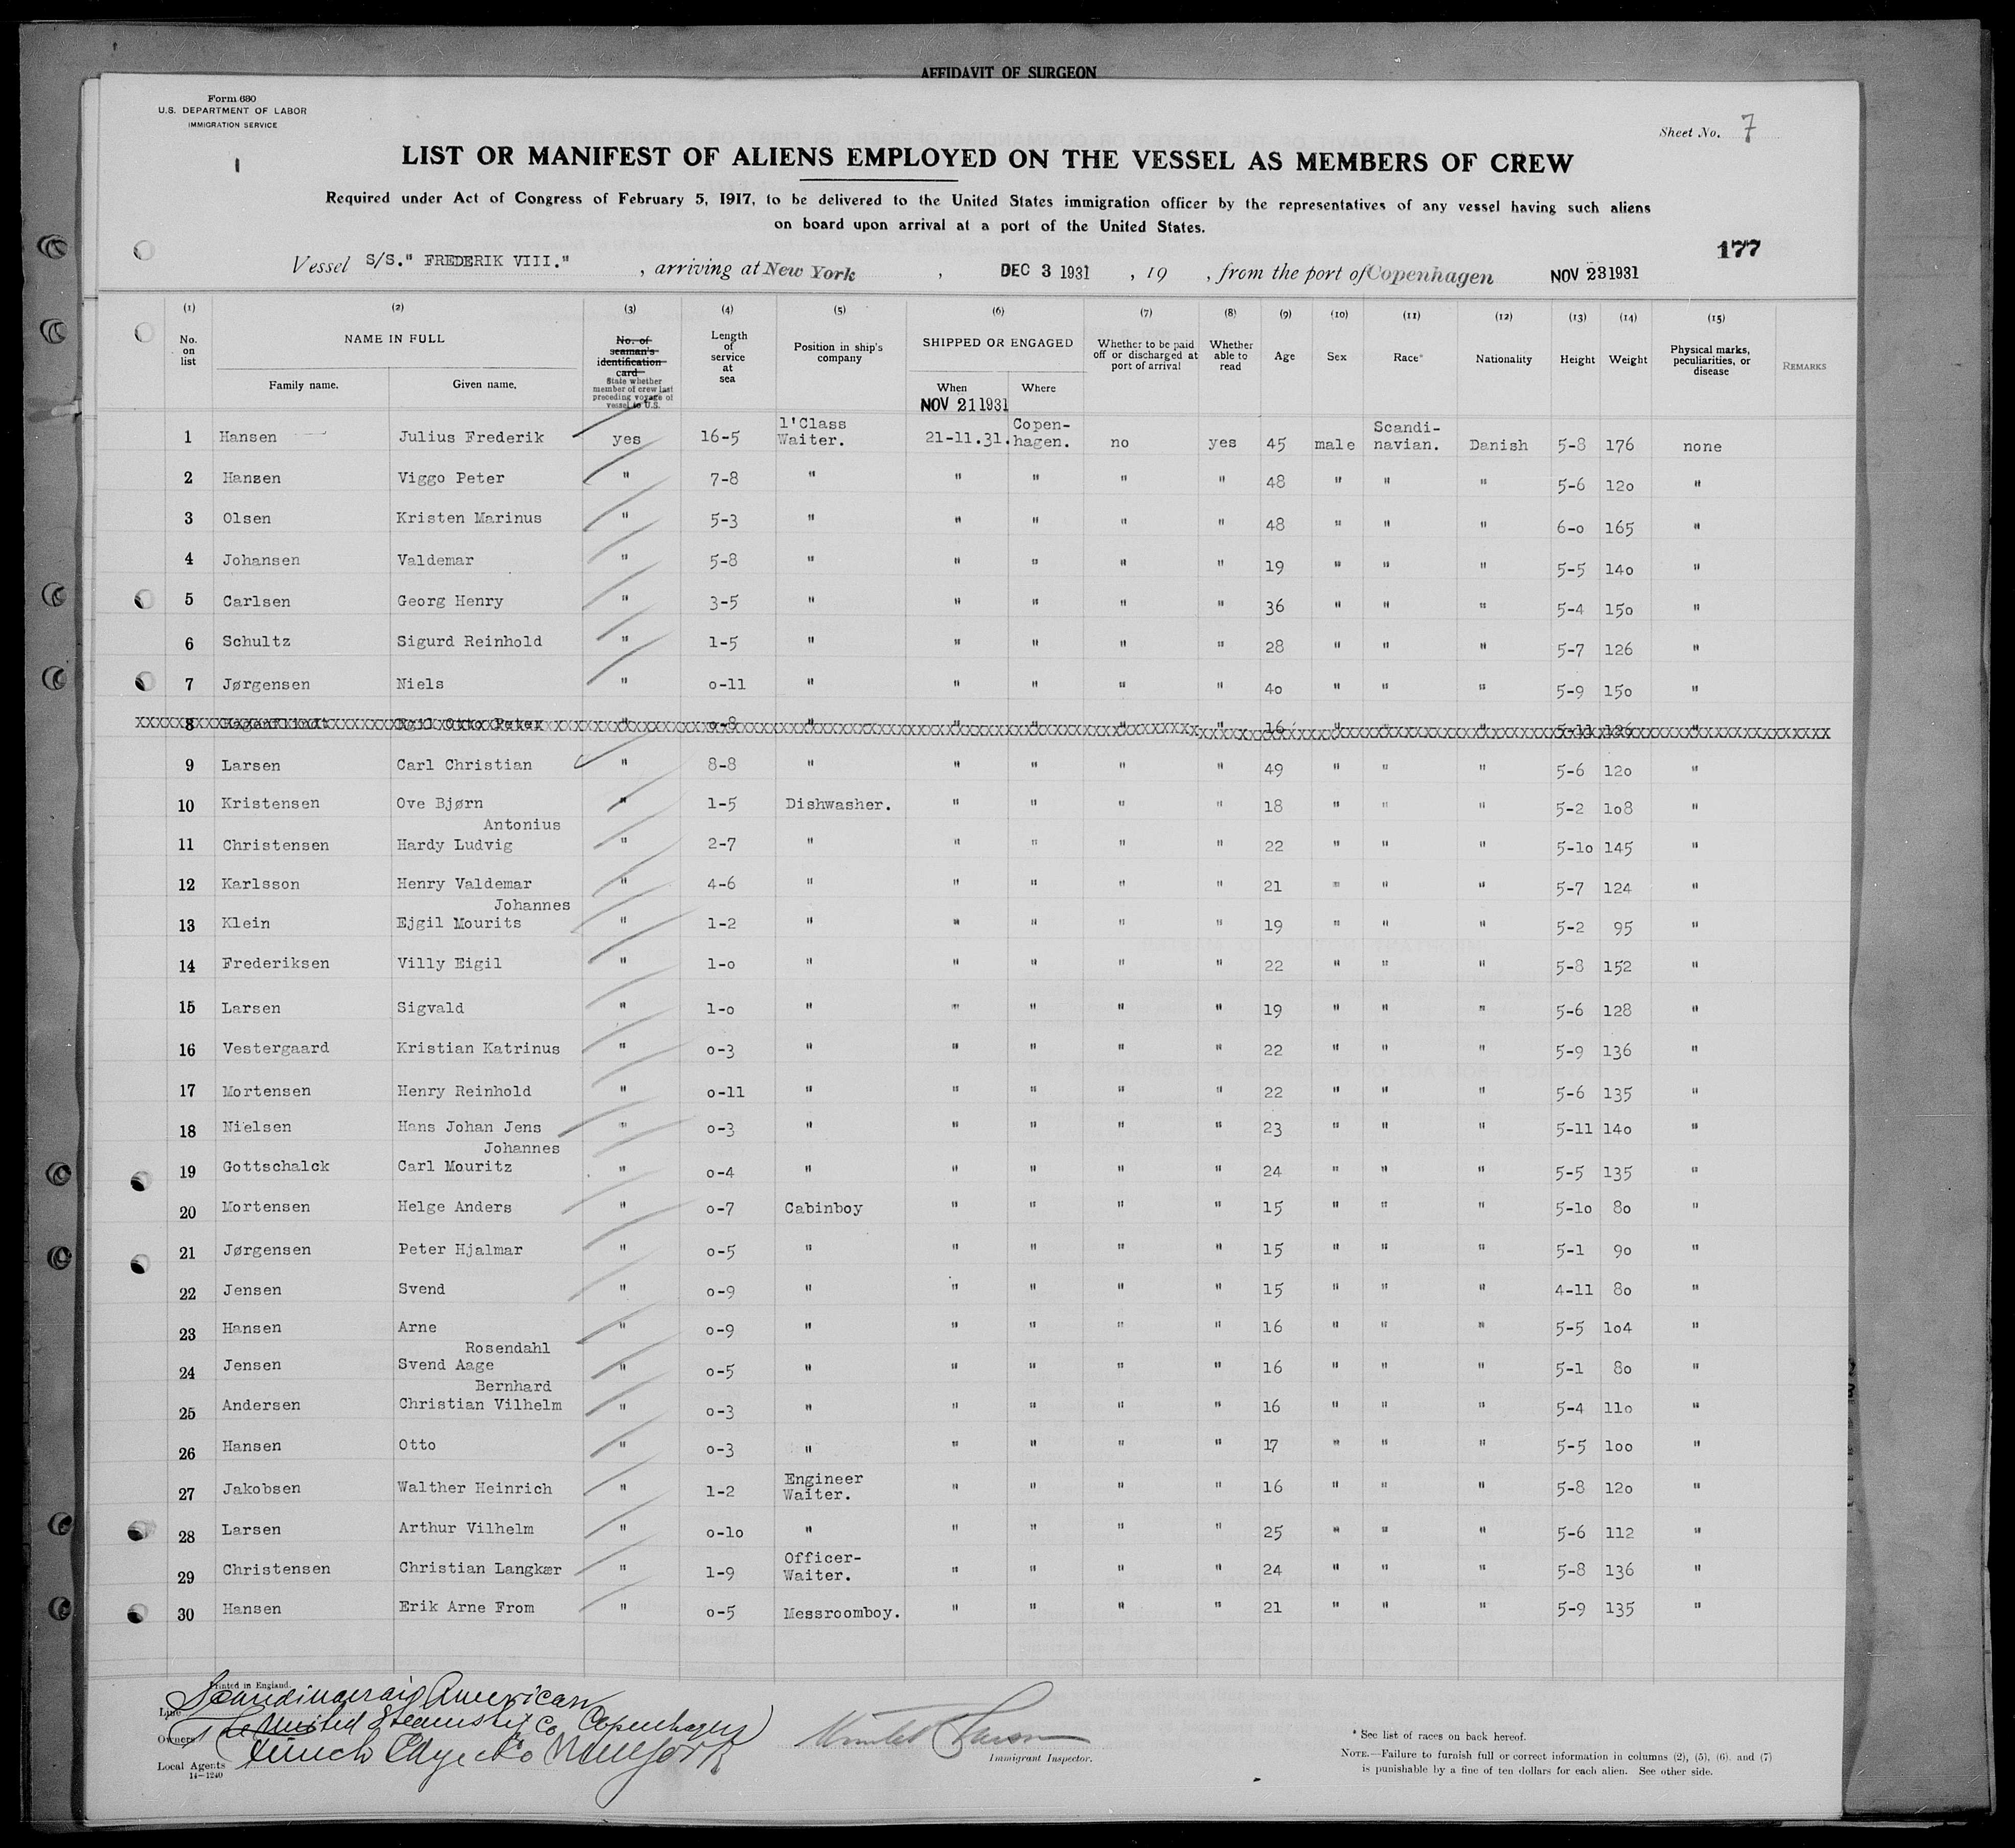 AFFIDAVIT OF SURGEON
Form 680
U.S. DEPARTMENT OF LABOR
IMMIGRATION SERVICE
Sheet No. 7
1
LIST OR MANIFEST OF ALIENS EMPLOYED ON THE VESSEL AS MEMBERS OF CREW
Required under Act of Congress of February 5, 1917, to be delivered to the United States immigration officer by the representatives of any vessel having such aliens
on board upon arrival at a port of the United States.
177
Vessel S/S." FREDERIK VIII." , arriving at New York , DEC 3 1931 , 19 , from the port of Copenhagen NOV 23 1931
(1) (2) (3) (4) (5) (6) (7) (8) (9) (10) (11) (12) (13) (14) (15)
No. on list NAME IN FULL Family name. Given name. No. of seaman's identification card State whether member of crew last preceding voyage of vessel to U.S. Length of service at sea Position in ship's company SHIPPED OR ENGAGED When Where Whether to be paid off or discharged at port of arrival Whether able to read Age Sex Race* Nationality Height Weight Physical marks, peculiarities, or disease REMARKS
NOV 21 1931
1 Hansen Julius Frederik yes 16-5 1'Class Waiter. 21-11.31. Copen-hagen. no yes 45 male Scandi-navian. Danish 5-8 176 none
2 Hansen Viggo Peter " 7-8 " " " " " 48 " " " 5-6 120 "
3 Olsen Kristen Marinus " 5-3 " " " " " 48 " " " 6-0 165 "
4 Johansen Valdemar " 5-8 " " " " " 19 " " " 5-5 140 "
5 Carlsen Georg Henry " 3-5 " " " " " 36 " " " 5-4 150 "
6 Schultz Sigurd Reinhold " 1-5 " " " " " 28 " " " 5-7 126 "
7 Jørgensen Niels " 0-11 " " " " " 40 " " " 5-9 150 "
8 Egil Otto Peter " 0-8 " " " " " 16 " " " 5-11 126 "
9 Larsen Carl Christian " 8-8 " " " " " 49 " " " 5-6 120 "
10 Kristensen Ove Bjørn " 1-5 Dishwasher. " " " " 18 " " " 5-2 108 "
Antonius
11 Christensen Hardy Ludvig " 2-7 " " " " " 22 " " " 5-10 145 "
12 Karlsson Henry Valdemar " 4-6 " " " " " 21 " " " 5-7 124 "
Johannes
13 Klein Ejgil Mourits " 1-2 " " " " " 19 " " " 5-2 95 "
14 Frederiksen Villy Eigil " 1-0 " " " " " 22 " " " 5-8 152 "
15 Larsen Sigvald " 1-0 " " " " " 19 " " " 5-6 128 "
16 Vestergaard Kristian Katrinus " 0-3 " " " " " 22 " " " 5-9 136 "
17 Mortensen Henry Reinhold " 0-11 " " " " " 22 " " " 5-6 135 "
18 Nielsen Hans Johan Jens " 0-3 " " " " " 23 " " " 5-11 140 "
Johannes
19 Gottschalck Carl Mouritz " 0-4 " " " " " 24 " " " 5-5 135 "
20 Mortensen Helge Anders " 0-7 Cabinboy " " " " 15 " " " 5-10 80 "
21 Jørgensen Peter Hjalmar " 0-5 " " " " " 15 " " " 5-1 90 "
22 Jensen Svend " 0-9 " " " " " 15 " " " 4-11 80 "
23 Hansen Arne " 0-9 " " " " " 16 " " " 5-5 104 "
Rosendahl
24 Jensen Svend Aage " 0-5 " " " " " 16 " " " 5-1 80 "
Bernhard
25 Andersen Christian Vilhelm " 0-3 " " " " " 16 " " " 5-4 110 "
26 Hansen Otto " 0-3 " " " " " 17 " " " 5-5 100 "
27 Jakobsen Walther Heinrich " 1-2 Engineer Waiter. " " " " 16 " " " 5-8 120 "
28 Larsen Arthur Vilhelm " 0-10 " " " " " 25 " " " 5-6 112 "
29 Christensen Christian Langkær " 1-9 Officer-Waiter. " " " " 24 " " " 5-8 136 "
30 Hansen Erik Arne From " 0-5 Messroomboy. " " " " 21 " " " 5-9 135 "
Printed in England.
Line Scandinavian American
Owners The United Steamship Co Copenhagen
Local Agents New York
14-1240
Immigrant Inspector.
* See list of races on back hereof.
NOTE.—Failure to furnish full or correct information in columns (2), (5), (6), and (7)
is punishable by a fine of ten dollars for each alien. See other side.